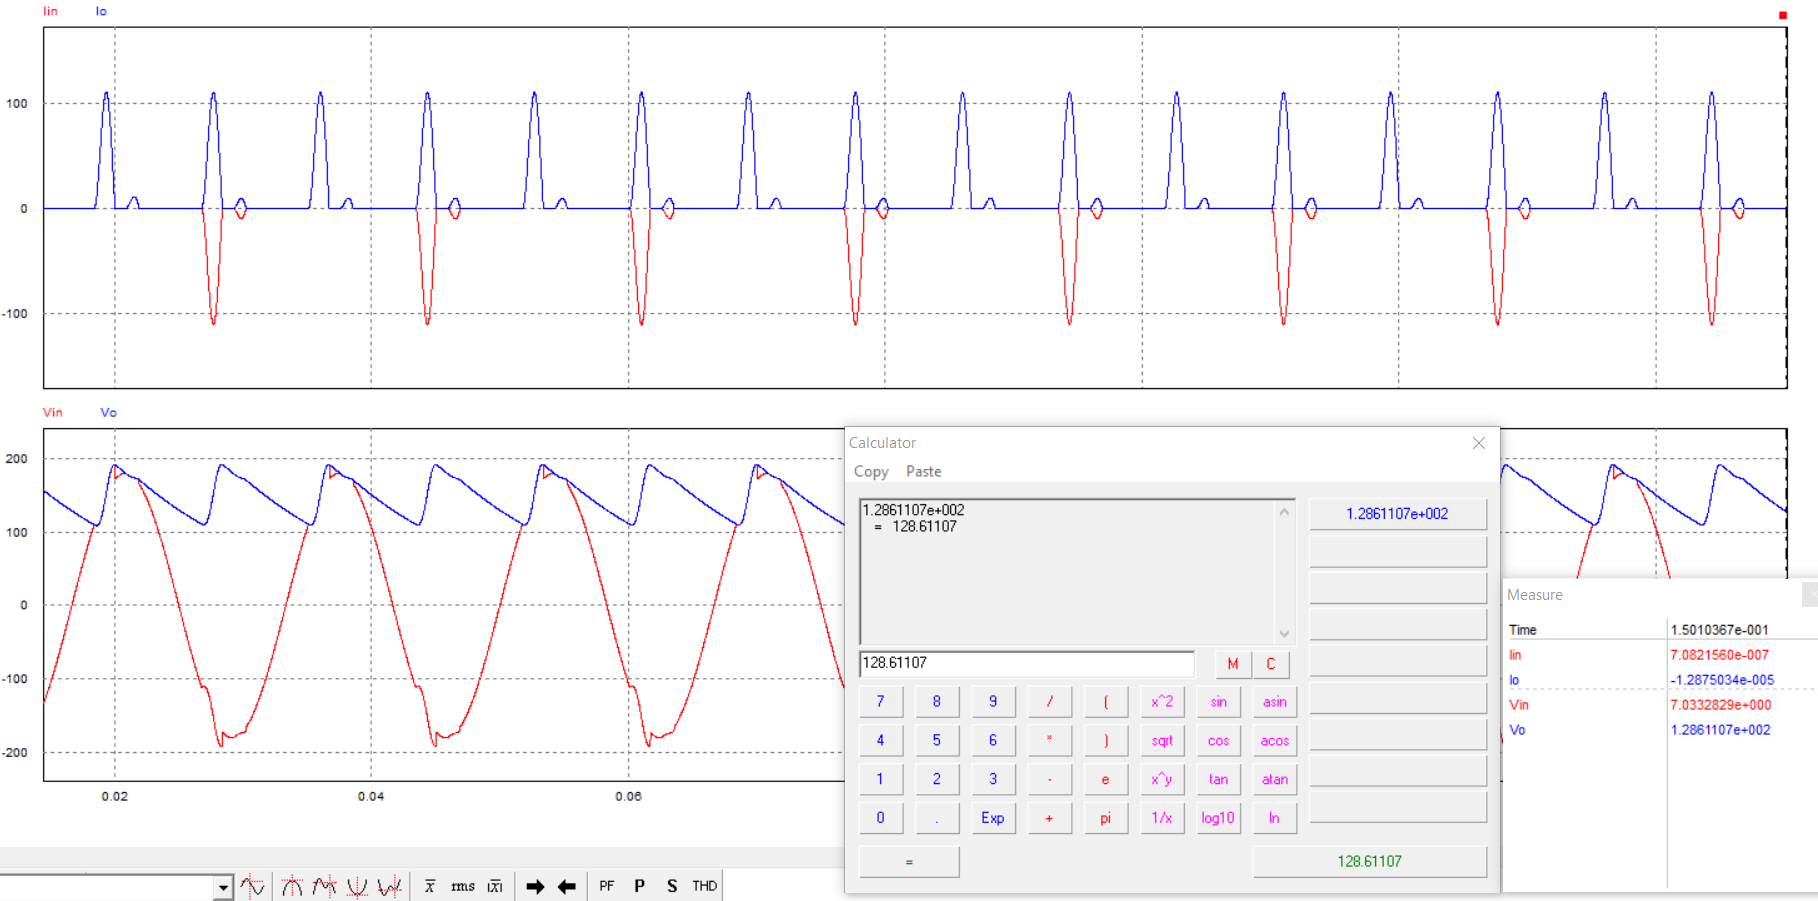 Iin Io
100
0
-100
Vin Vo
200
100
0
-100
-200
0.02 0.04 0.06
Calculator
Copy Paste
1.2861107e+002
= 128.61107
1.2861107e+002
128.61107
M C
7 8 9 / ( x^2 sin asin
4 5 6 * ) sqrt cos acos
1 2 3 - e x^y tan atan
0 . Exp + pi 1/x log10 ln
= 128.61107
Measure
Time 1.5010367e-001
Iin 7.0821560e-007
Io -1.2875034e-005
Vin 7.0332829e+000
Vo 1.2861107e+002
x rms |x| PF P S THD